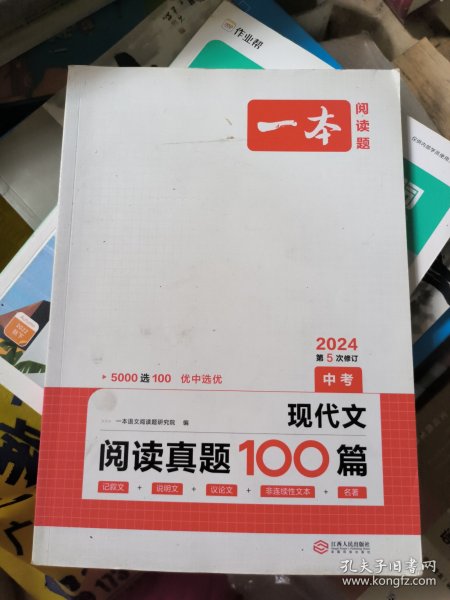 作业帮
一本
阅读题
2024
第5次修订
中考
5000选100 优中选优
一本语文阅读题研究院 编
现代文
阅读真题100篇
记叙文 + 说明文 + 议论文 + 非连续性文本 + 名著
江西人民出版社
孔夫子旧书网
www.kongfz.com